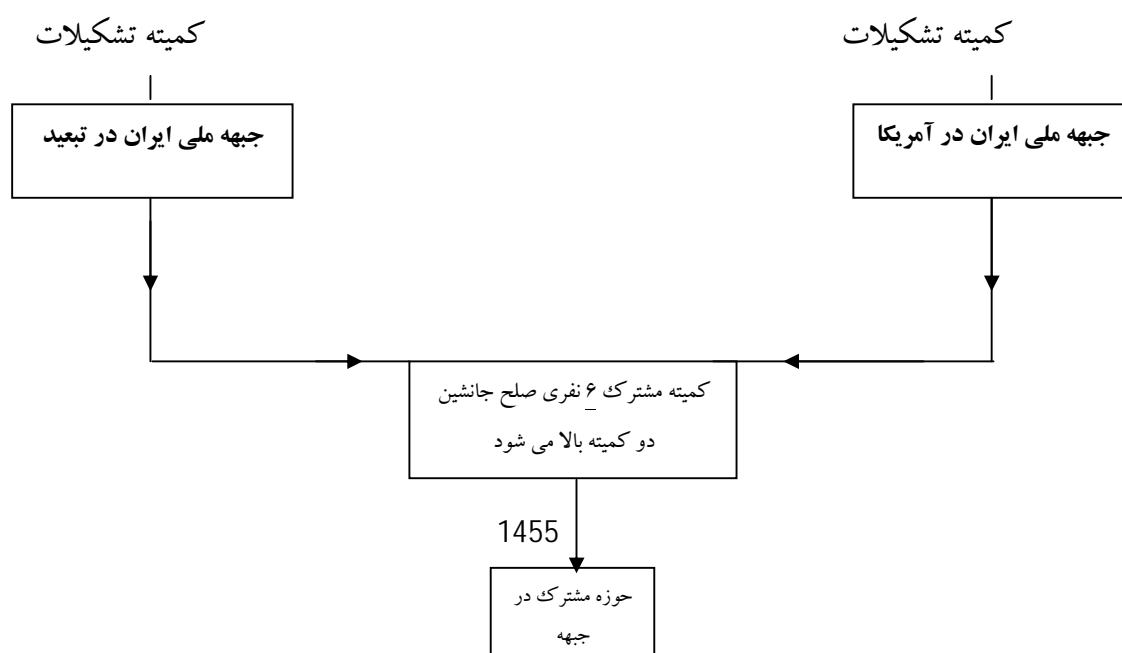 کمیته تشکیلات
کمیته تشکیلات
جبهه ملی ایران در آمریکا
جبهه ملی ایران در تبعید
کمیته مشترک ۶ نفری صلح جانشین
دو کمیته بالا می شود
1455
حوزه مشترک در
جبهه